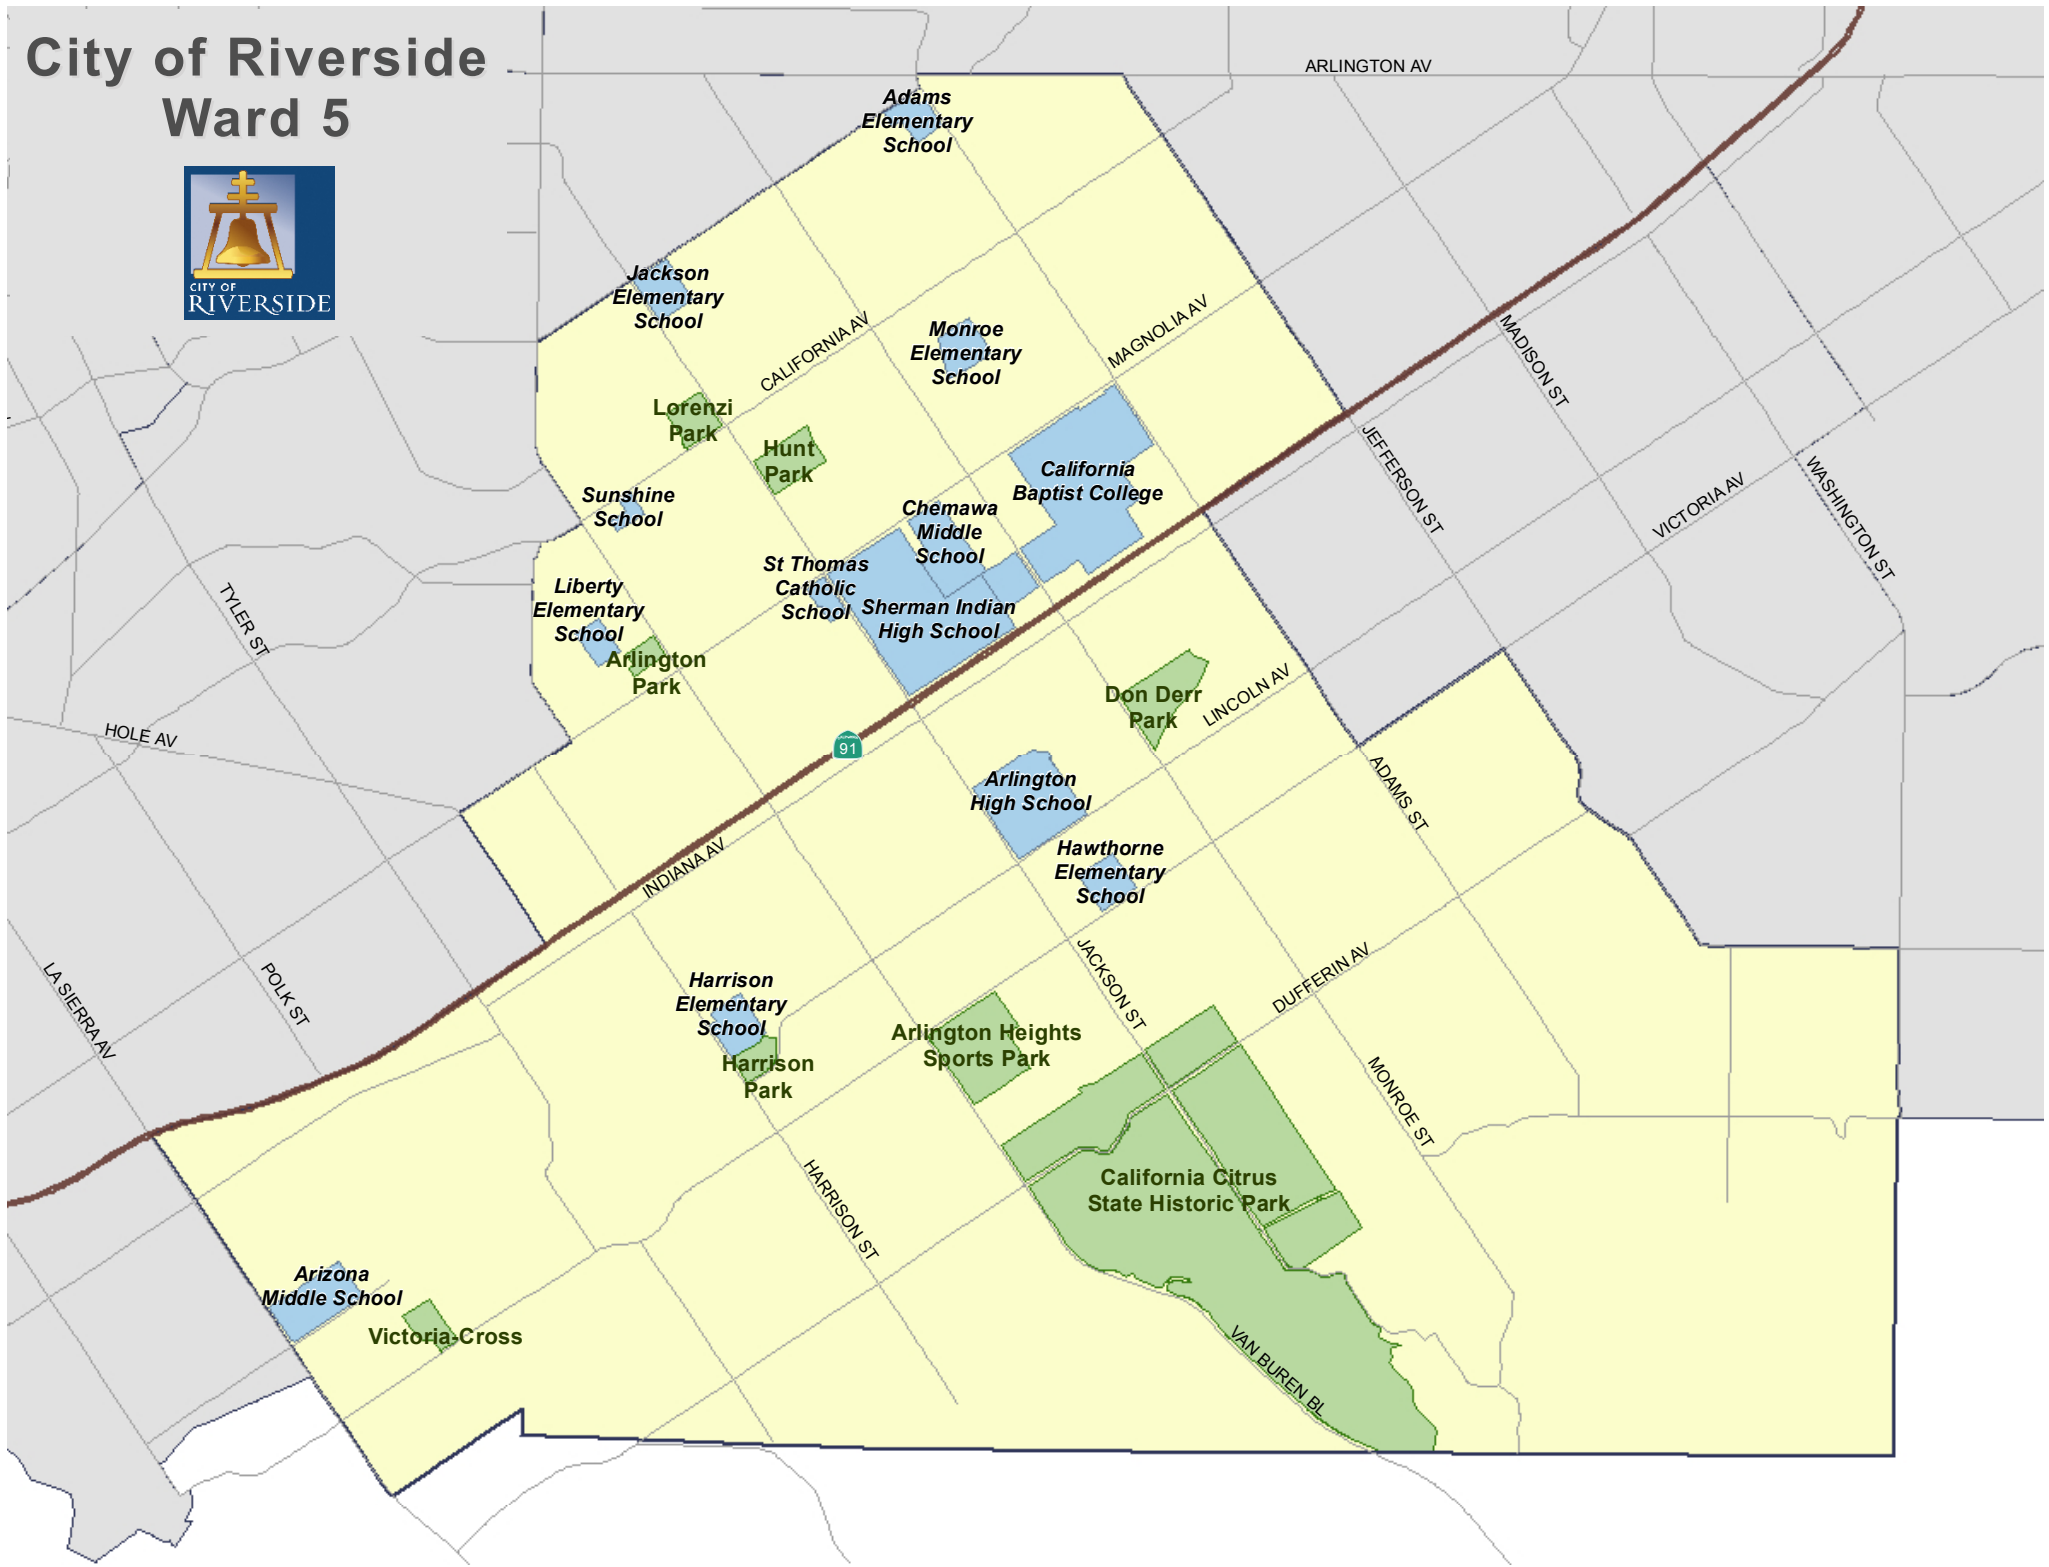 City of Riverside
Ward 5
CITY OF
RIVERSIDE
ARLINGTON AV
Adams
Elementary
School
Jackson
Elementary
School
CALIFORNIA AV
Monroe
Elementary
School
MAGNOLIA AV
MADISON ST
Lorenzi
Park
Hunt
Park
JEFFERSON ST
WASHINGTON ST
VICTORIA AV
California
Baptist College
Sunshine
School
Chemawa
Middle
School
St Thomas
Catholic
School
Sherman Indian
High School
Liberty
Elementary
School
Arlington
Park
TYLER ST
HOLE AV
91
Don Derr
Park
LINCOLN AV
ADAMS ST
Arlington
High School
Hawthorne
Elementary
School
INDIANA AV
LA SIERRA AV
POLK ST
Harrison
Elementary
School
Harrison
Park
JACKSON ST
DUFFERIN AV
Arlington Heights
Sports Park
MONROE ST
California Citrus
State Historic Park
HARRISON ST
Arizona
Middle School
Victoria-Cross
VAN BUREN BL